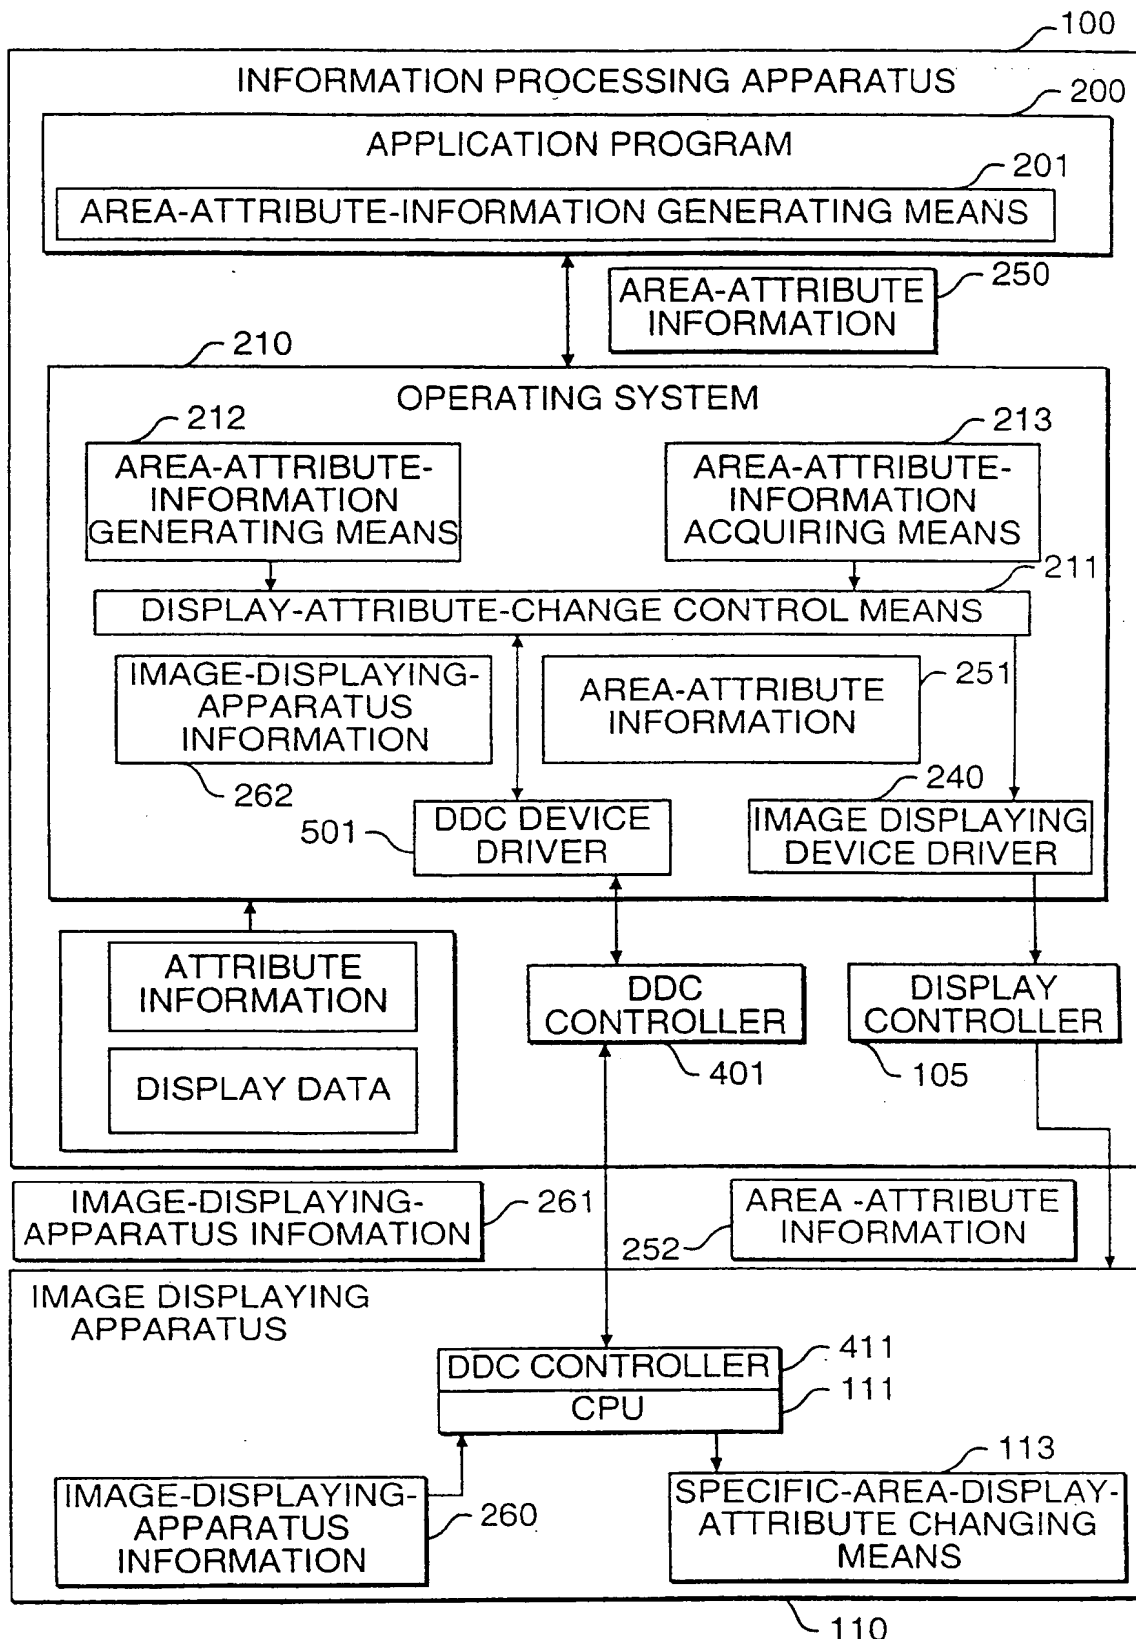 100
INFORMATION PROCESSING APPARATUS
200
APPLICATION PROGRAM
201
AREA-ATTRIBUTE-INFORMATION GENERATING MEANS
250
AREA-ATTRIBUTE
INFORMATION
210
OPERATING SYSTEM
212
AREA-ATTRIBUTE-
INFORMATION
GENERATING MEANS
213
AREA-ATTRIBUTE-
INFORMATION
ACQUIRING MEANS
211
DISPLAY-ATTRIBUTE-CHANGE CONTROL MEANS
IMAGE-DISPLAYING-
APPARATUS
INFORMATION
262
AREA-ATTRIBUTE
INFORMATION
251
501
DDC DEVICE
DRIVER
240
IMAGE DISPLAYING
DEVICE DRIVER
ATTRIBUTE
INFORMATION
DISPLAY DATA
DDC
CONTROLLER
401
DISPLAY
CONTROLLER
105
IMAGE-DISPLAYING-
APPARATUS INFOMATION
261
AREA -ATTRIBUTE
INFORMATION
252
IMAGE DISPLAYING
APPARATUS
DDC CONTROLLER
411
CPU
111
113
IMAGE-DISPLAYING-
APPARATUS
INFORMATION
260
SPECIFIC-AREA-DISPLAY-
ATTRIBUTE CHANGING
MEANS
110